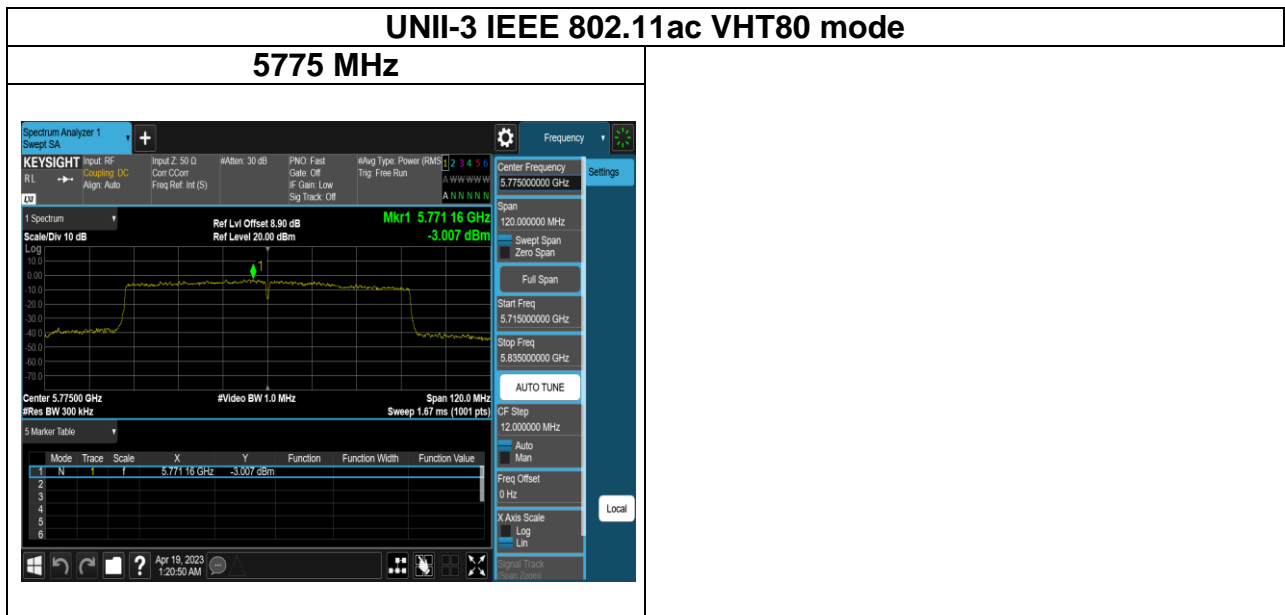 UNII-3 IEEE 802.11ac VHT80 mode
5775 MHz
Spectrum Analyzer 1
Swept SA
+
Frequency
KEYSIGHT
RL
LXI
Input: RF
Coupling: DC
Align: Auto
Input Z: 50 Ω
Corr CCorr
Freq Ref: Int (S)
#Atten: 30 dB
PNO: Fast
Gate: Off
IF Gain: Low
Sig Track: Off
#Avg Type: Power (RMS
Trig: Free Run
1 2 3 4 5 6
A W W W W W
A N N N N N
1 Spectrum
Scale/Div 10 dB
Ref Lvl Offset 8.90 dB
Ref Level 20.00 dBm
Mkr1 5.771 16 GHz
-3.007 dBm
Log
10.0
0.00
-10.0
-20.0
-30.0
-40.0
-50.0
-60.0
-70.0
1
Center 5.77500 GHz
#Video BW 1.0 MHz
Span 120.0 MHz
#Res BW 300 kHz
Sweep 1.67 ms (1001 pts)
5 Marker Table
Mode Trace Scale X Y Function Function Width Function Value
1 N 1 f 5.771 16 GHz -3.007 dBm
2
3
4
5
6
Apr 19, 2023
1:20:50 AM
Center Frequency
5.775000000 GHz
Settings
Span
120.000000 MHz
Swept Span
Zero Span
Full Span
Start Freq
5.715000000 GHz
Stop Freq
5.835000000 GHz
AUTO TUNE
CF Step
12.000000 MHz
Auto
Man
Freq Offset
0 Hz
Local
X Axis Scale
Log
Lin
Signal Track
(Span Zoom)